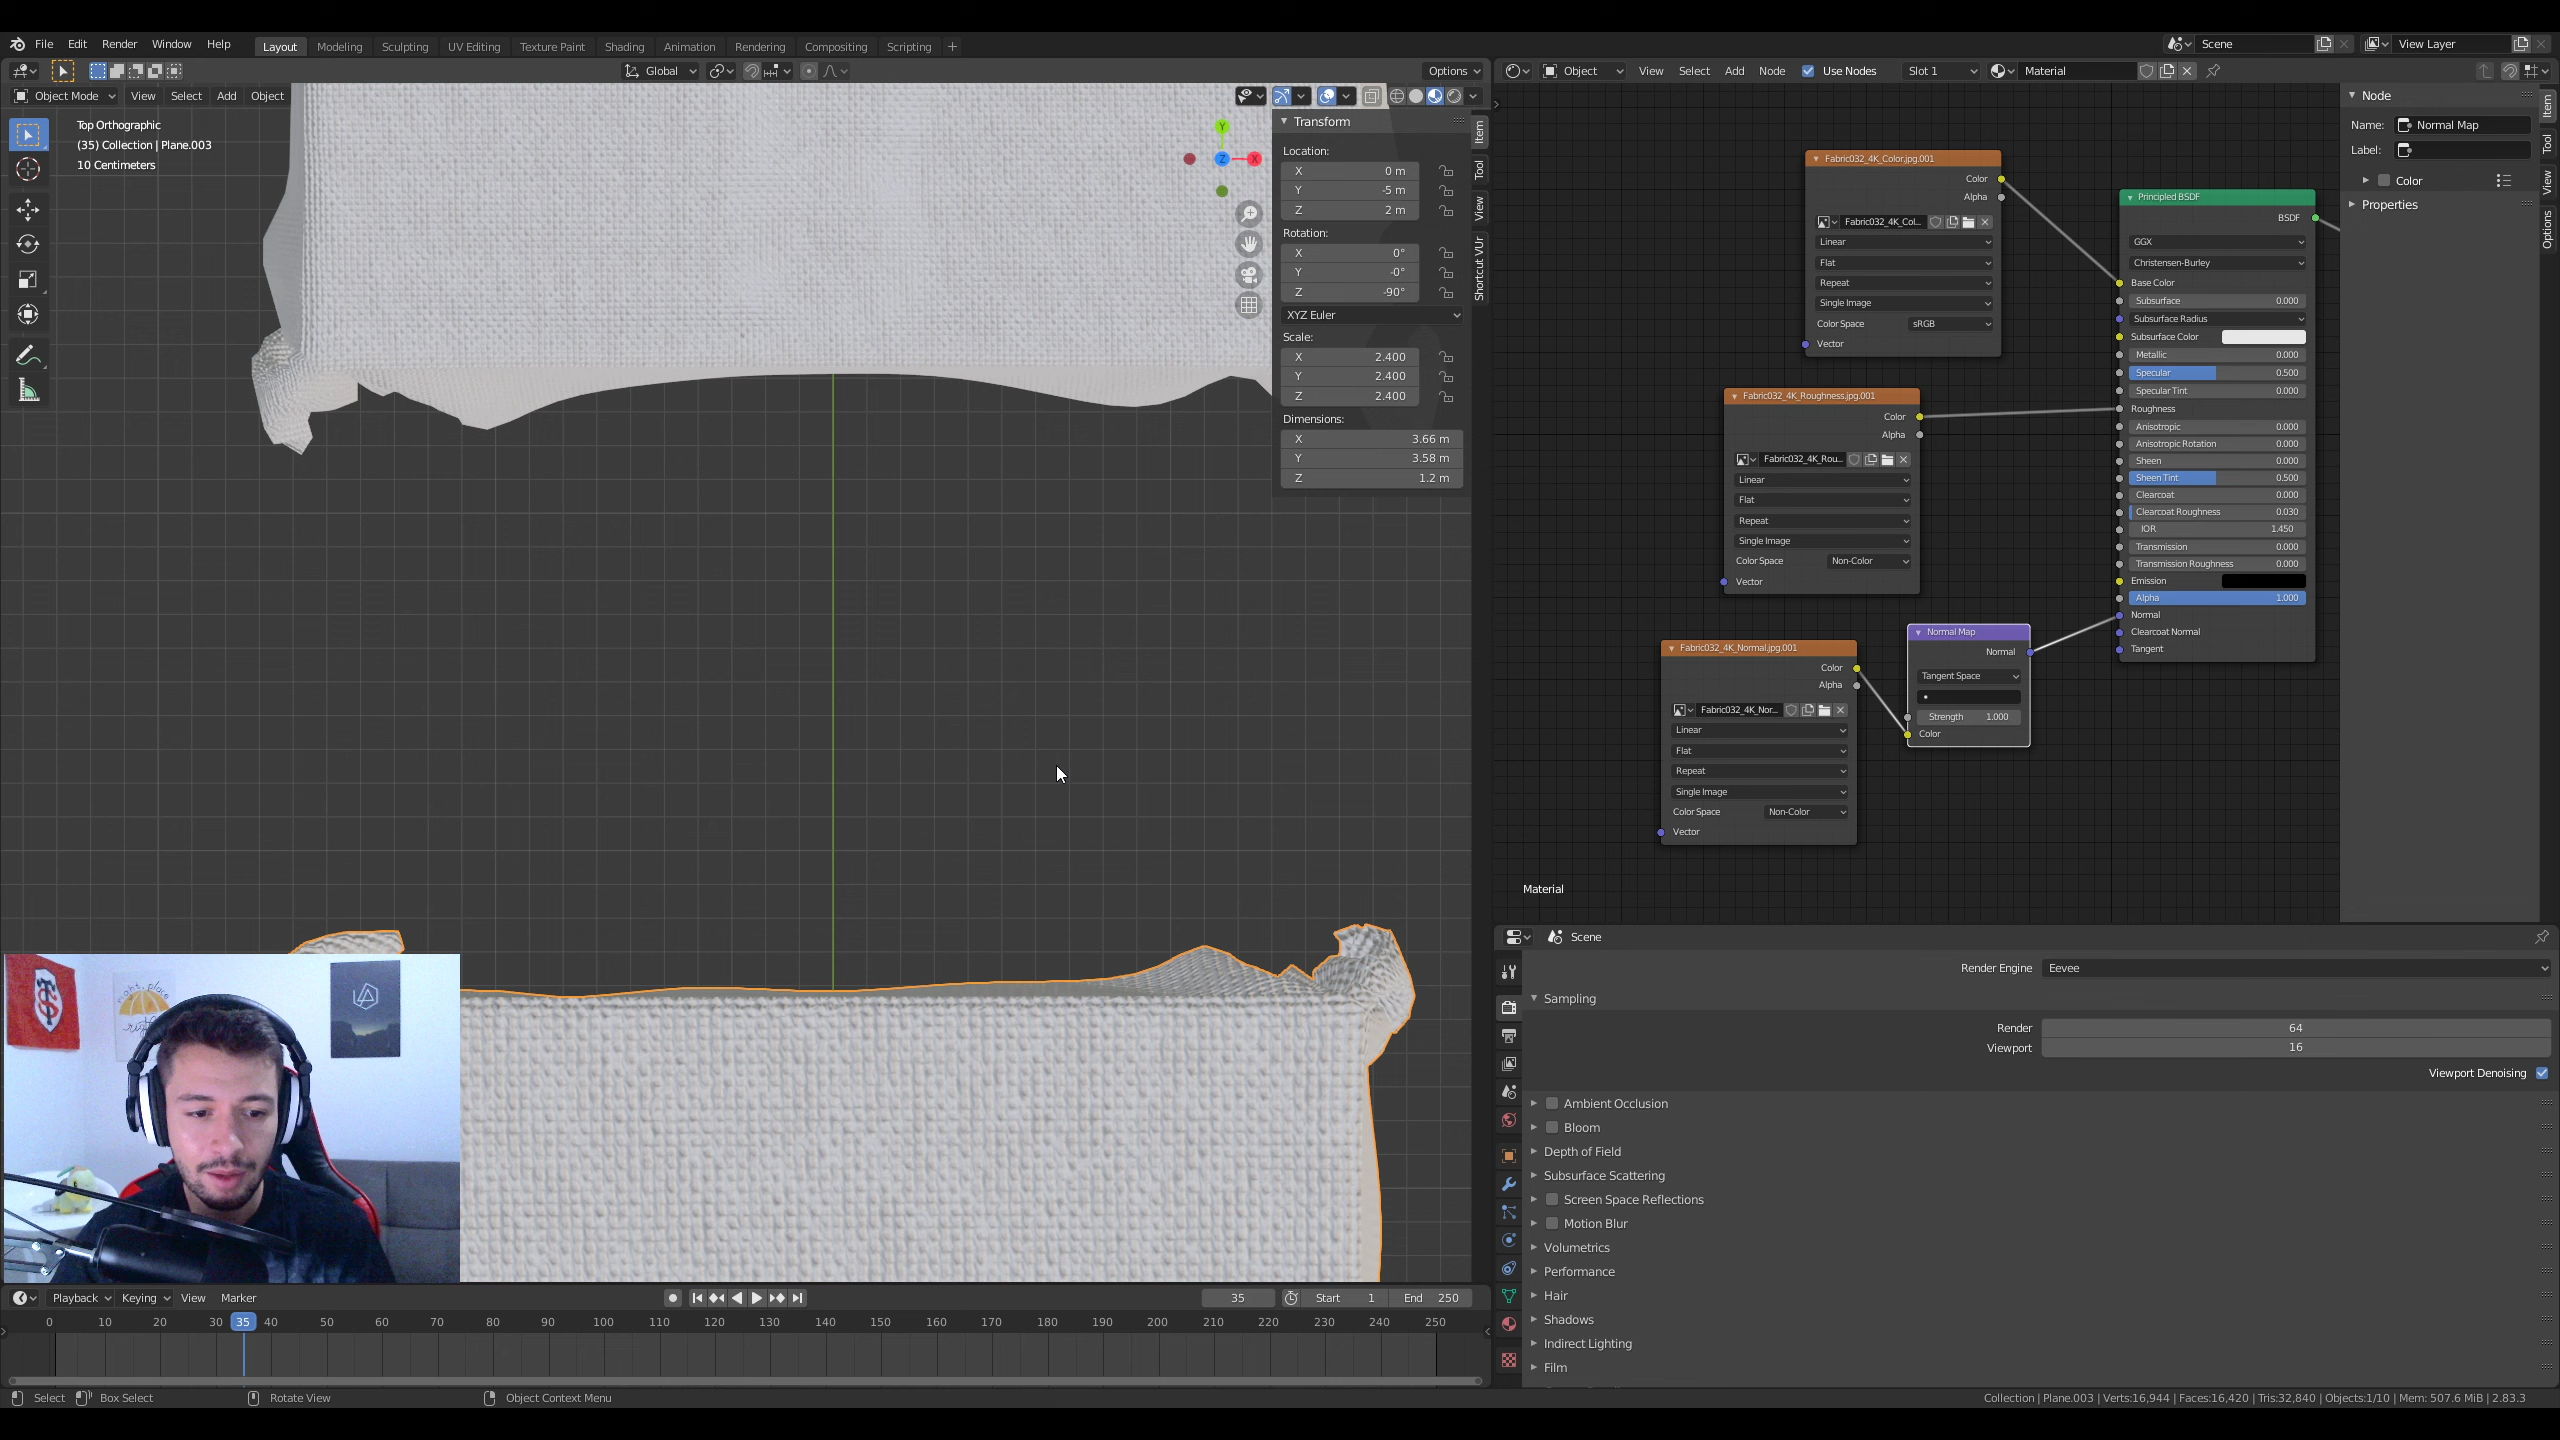 File Edit Render Window Help Layout Modeling Sculpting UV Editing Texture Paint Shading Animation Rendering Compositing Scripting + Scene View Layer
Global Options
Object View Select Add Node Use Nodes Slot 1 Material
Object Mode View Select Add Object
Top Orthographic
(35) Collection | Plane.003
10 Centimeters
Y
Z
X
Transform
Location:
X 0 m
Y -5 m
Z 2 m
Rotation:
X 0°
Y -0°
Z -90°
XYZ Euler
Scale:
X 2.400
Y 2.400
Z 2.400
Dimensions:
X 3.66 m
Y 3.58 m
Z 1.2 m
Item
Tool
View
Shortcut VUr
Fabric032_4K_Color.jpg.001
Color
Alpha
Fabric032_4K_Col...
Linear
Flat
Repeat
Single Image
Color Space sRGB
Vector
Fabric032_4K_Roughness.jpg.001
Color
Alpha
Fabric032_4K_Rou...
Linear
Flat
Repeat
Single Image
Color Space Non-Color
Vector
Fabric032_4K_Normal.jpg.001
Color
Alpha
Fabric032_4K_Nor...
Linear
Flat
Repeat
Single Image
Color Space Non-Color
Vector
Normal Map
Normal
Tangent Space
Strength 1.000
Color
Principled BSDF
BSDF
GGX
Christensen-Burley
Base Color
Subsurface 0.000
Subsurface Radius
Subsurface Color
Metallic 0.000
Specular 0.500
Specular Tint 0.000
Roughness
Anisotropic 0.000
Anisotropic Rotation 0.000
Sheen 0.000
Sheen Tint 0.500
Clearcoat 0.000
Clearcoat Roughness 0.030
IOR 1.450
Transmission 0.000
Transmission Roughness 0.000
Emission
Alpha 1.000
Normal
Clearcoat Normal
Tangent
Material
Node
Name: Normal Map
Label:
Color
Properties
Item
Tool
View
Options
Scene
Render Engine Eevee
Sampling
Render 64
Viewport 16
Viewport Denoising
Ambient Occlusion
Bloom
Depth of Field
Subsurface Scattering
Screen Space Reflections
Motion Blur
Volumetrics
Performance
Hair
Shadows
Indirect Lighting
Film
Playback Keying View Marker 35 Start 1 End 250
0 10 20 30 35 40 50 60 70 80 90 100 110 120 130 140 150 160 170 180 190 200 210 220 230 240 250
Select Box Select Rotate View Object Context Menu Collection | Plane.003 | Verts:16,944 | Faces:16,420 | Tris:32,840 | Objects:1/10 | Mem: 507.6 MiB | 2.83.3